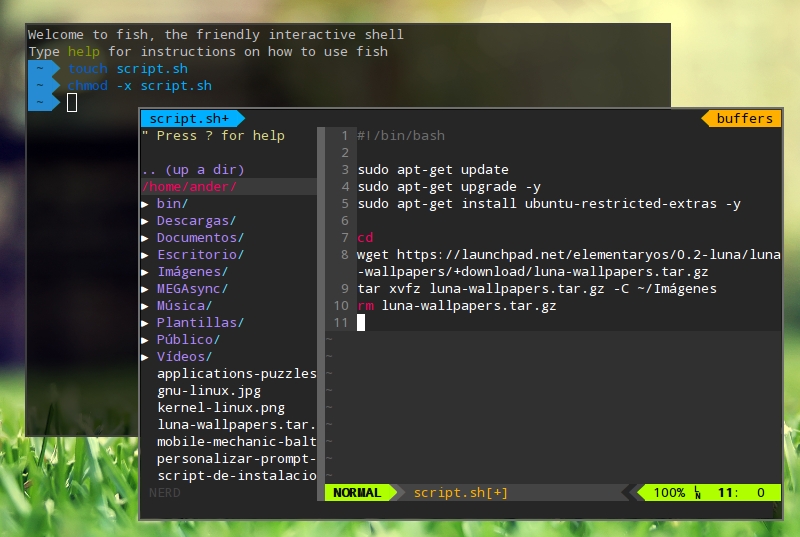 Welcome to fish, the friendly interactive shell
Type help for instructions on how to use fish
~ touch script.sh
~ chmod -x script.sh
~
script.sh+
buffers
" Press ? for help
.. (up a dir)
/home/ander/
▶ bin/
▶ Descargas/
▶ Documentos/
▶ Escritorio/
▶ Imágenes/
▶ MEGAsync/
▶ Música/
▶ Plantillas/
▶ Público/
▶ Vídeos/
applications-puzzles
gnu-linux.jpg
kernel-linux.png
luna-wallpapers.tar.
mobile-mechanic-balt
personalizar-prompt-
script-de-instalacio
NERD
1 #!/bin/bash
2
3 sudo apt-get update
4 sudo apt-get upgrade -y
5 sudo apt-get install ubuntu-restricted-extras -y
6
7 cd
8 wget https://launchpad.net/elementaryos/0.2-luna/luna
-wallpapers/+download/luna-wallpapers.tar.gz
9 tar xvfz luna-wallpapers.tar.gz -C ~/Imágenes
10 rm luna-wallpapers.tar.gz
11
~
~
~
~
~
~
~
~
~
NORMAL script.sh[+] 100% LN 11: 0